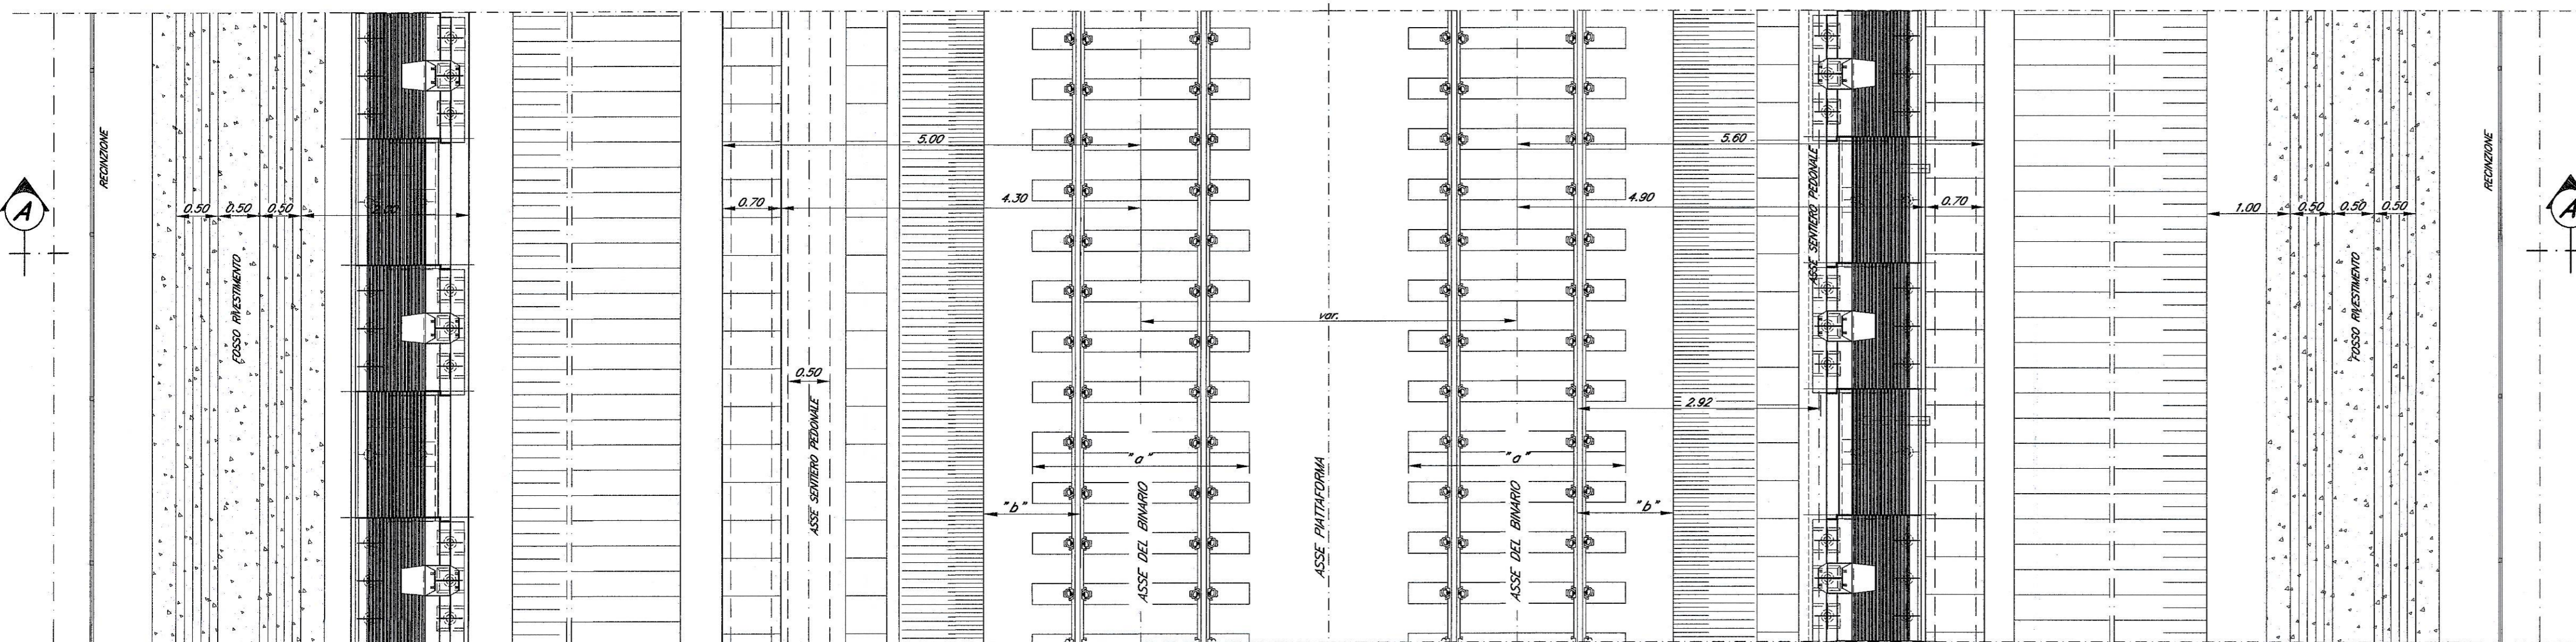 RECINZIONE
A
0.50
0.50
0.50
FOSSO RIVESTIMENTO
5.00
0.70
4.30
0.50
ASSE SENTIERO PEDONALE
"a"
"b"
ASSE DEL BINARIO
var.
ASSE PIATTAFORMA
"a"
ASSE DEL BINARIO
"b"
5.60
4.90
2.92
ASSE SENTIERO PEDONALE
0.70
1.00
0.50
0.50
0.50
FOSSO RIVESTIMENTO
RECINZIONE
A